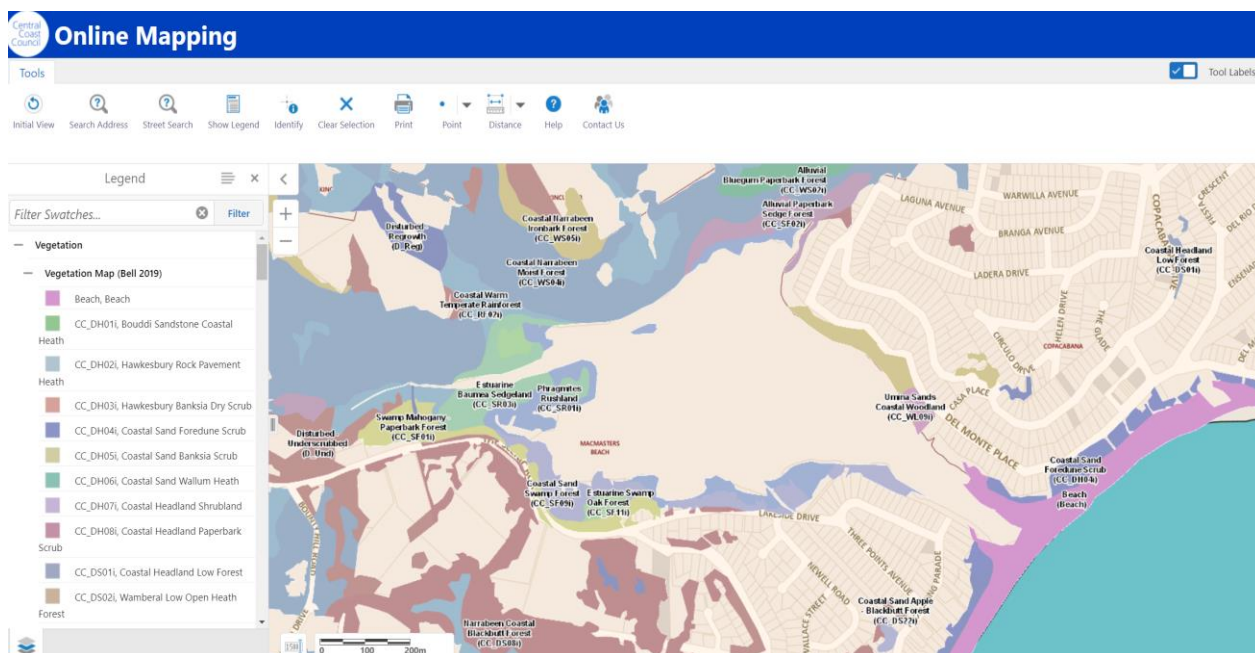 Central
Coast
Council
Online Mapping
Tools
Tool Labels
Initial View
Search Address
Street Search
Show Legend
Identify
Clear Selection
Print
Point
Distance
Help
Contact Us
Legend
Filter Swatches...
Filter
Vegetation
Vegetation Map (Bell 2019)
Beach, Beach
CC_DH01i, Bouddi Sandstone Coastal
Heath
CC_DH02i, Hawkesbury Rock Pavement
Heath
CC_DH03i, Hawkesbury Banksia Dry Scrub
CC_DH04i, Coastal Sand Foredune Scrub
CC_DH05i, Coastal Sand Banksia Scrub
CC_DH06i, Coastal Sand Wallum Heath
CC_DH07i, Coastal Headland Shrubland
CC_DH08i, Coastal Headland Paperbark
Scrub
CC_DS01i, Coastal Headland Low Forest
CC_DS02i, Wamberal Low Open Heath
Forest
Alluvial
Bluegum Paperbark Forest
(CC_WS07i)
Alluvial Paperbark
Sedge Forest
(CC_SF02i)
LAGUNA AVENUE
WARWILLA AVENUE
BRANGA AVENUE
LADERA DRIVE
CRESCENT
DEL RIO
Coastal Headland
Low Forest
(CC_DS01i)
Disturbed
Regrowth
(D_Reg)
Coastal Narrabeen
Ironbark Forest
(CC_WS05i)
Coastal Narrabeen
Moist Forest
(CC_WS04i)
Coastal Warm
Temperate Rainforest
(CC_RF02i)
HELEN DRIVE
THE GLADE
CIRCULO DRIVE
COPACABANA
Estuarine
Baumea Sedgeland
(CC_SR03i)
Phragmites
Rushland
(CC_SR01i)
Umina Sands
Coastal Woodland
(CC_WL09i)
CASA PLACE
DEL MONTE PLACE
Swamp Mahogany
Paperbark Forest
(CC_SF01i)
Disturbed
Underscrubbed
(D_Und)
MACMASTERS
BEACH
Coastal Sand
Foredune Scrub
(CC_DH04i)
Beach
(Beach)
Coastal Sand
Swamp Forest
(CC_SF09i)
Estuarine Swamp
Oak Forest
(CC_SF11i)
LAKESIDE DRIVE
THREE POINTS AVENUE
NEWELL ROAD
WALLACE STREET
PARADE
DRIVE
Coastal Sand Apple
- Blackbutt Forest
(CC_DS22i)
Narrabeen Coastal
Blackbutt Forest
(CC_DS08i)
0 100 200m